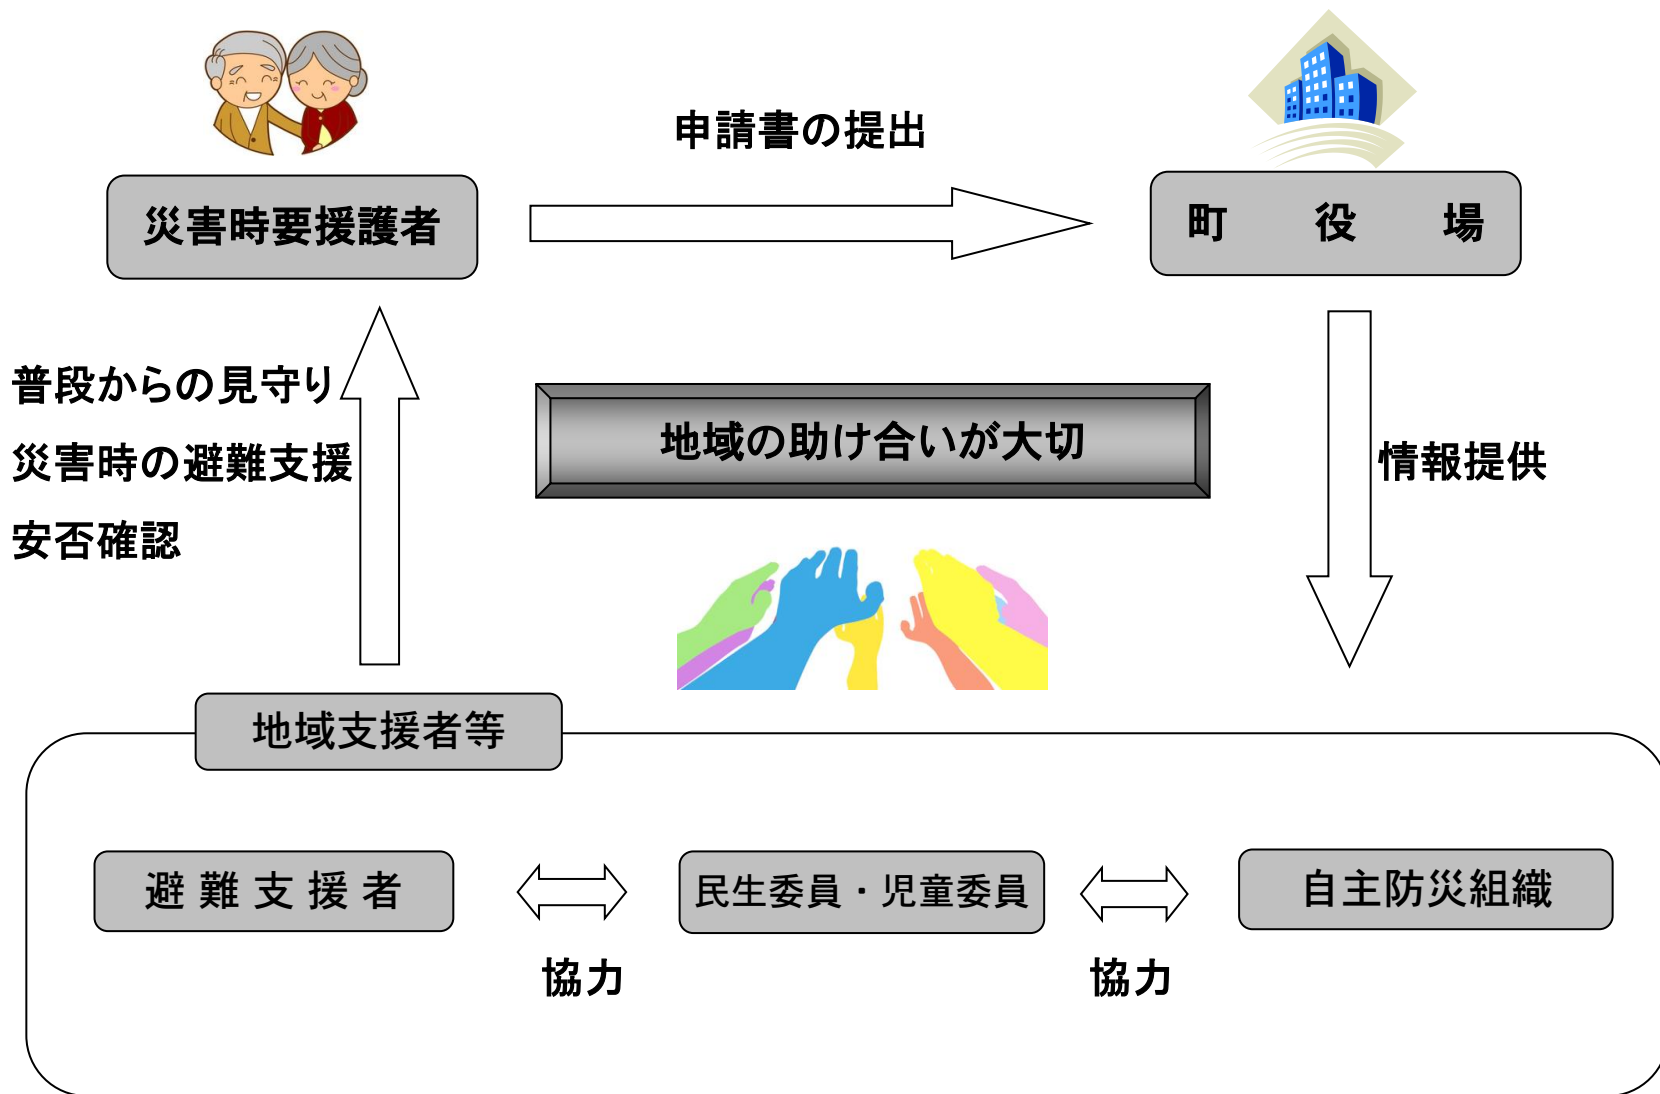 申請書の提出
災害時要援護者
町　役　場
普段からの見守り
災害時の避難支援
安否確認
地域の助け合いが大切
情報提供
地域支援者等
避難支援者
民生委員・児童委員
自主防災組織
協力
協力